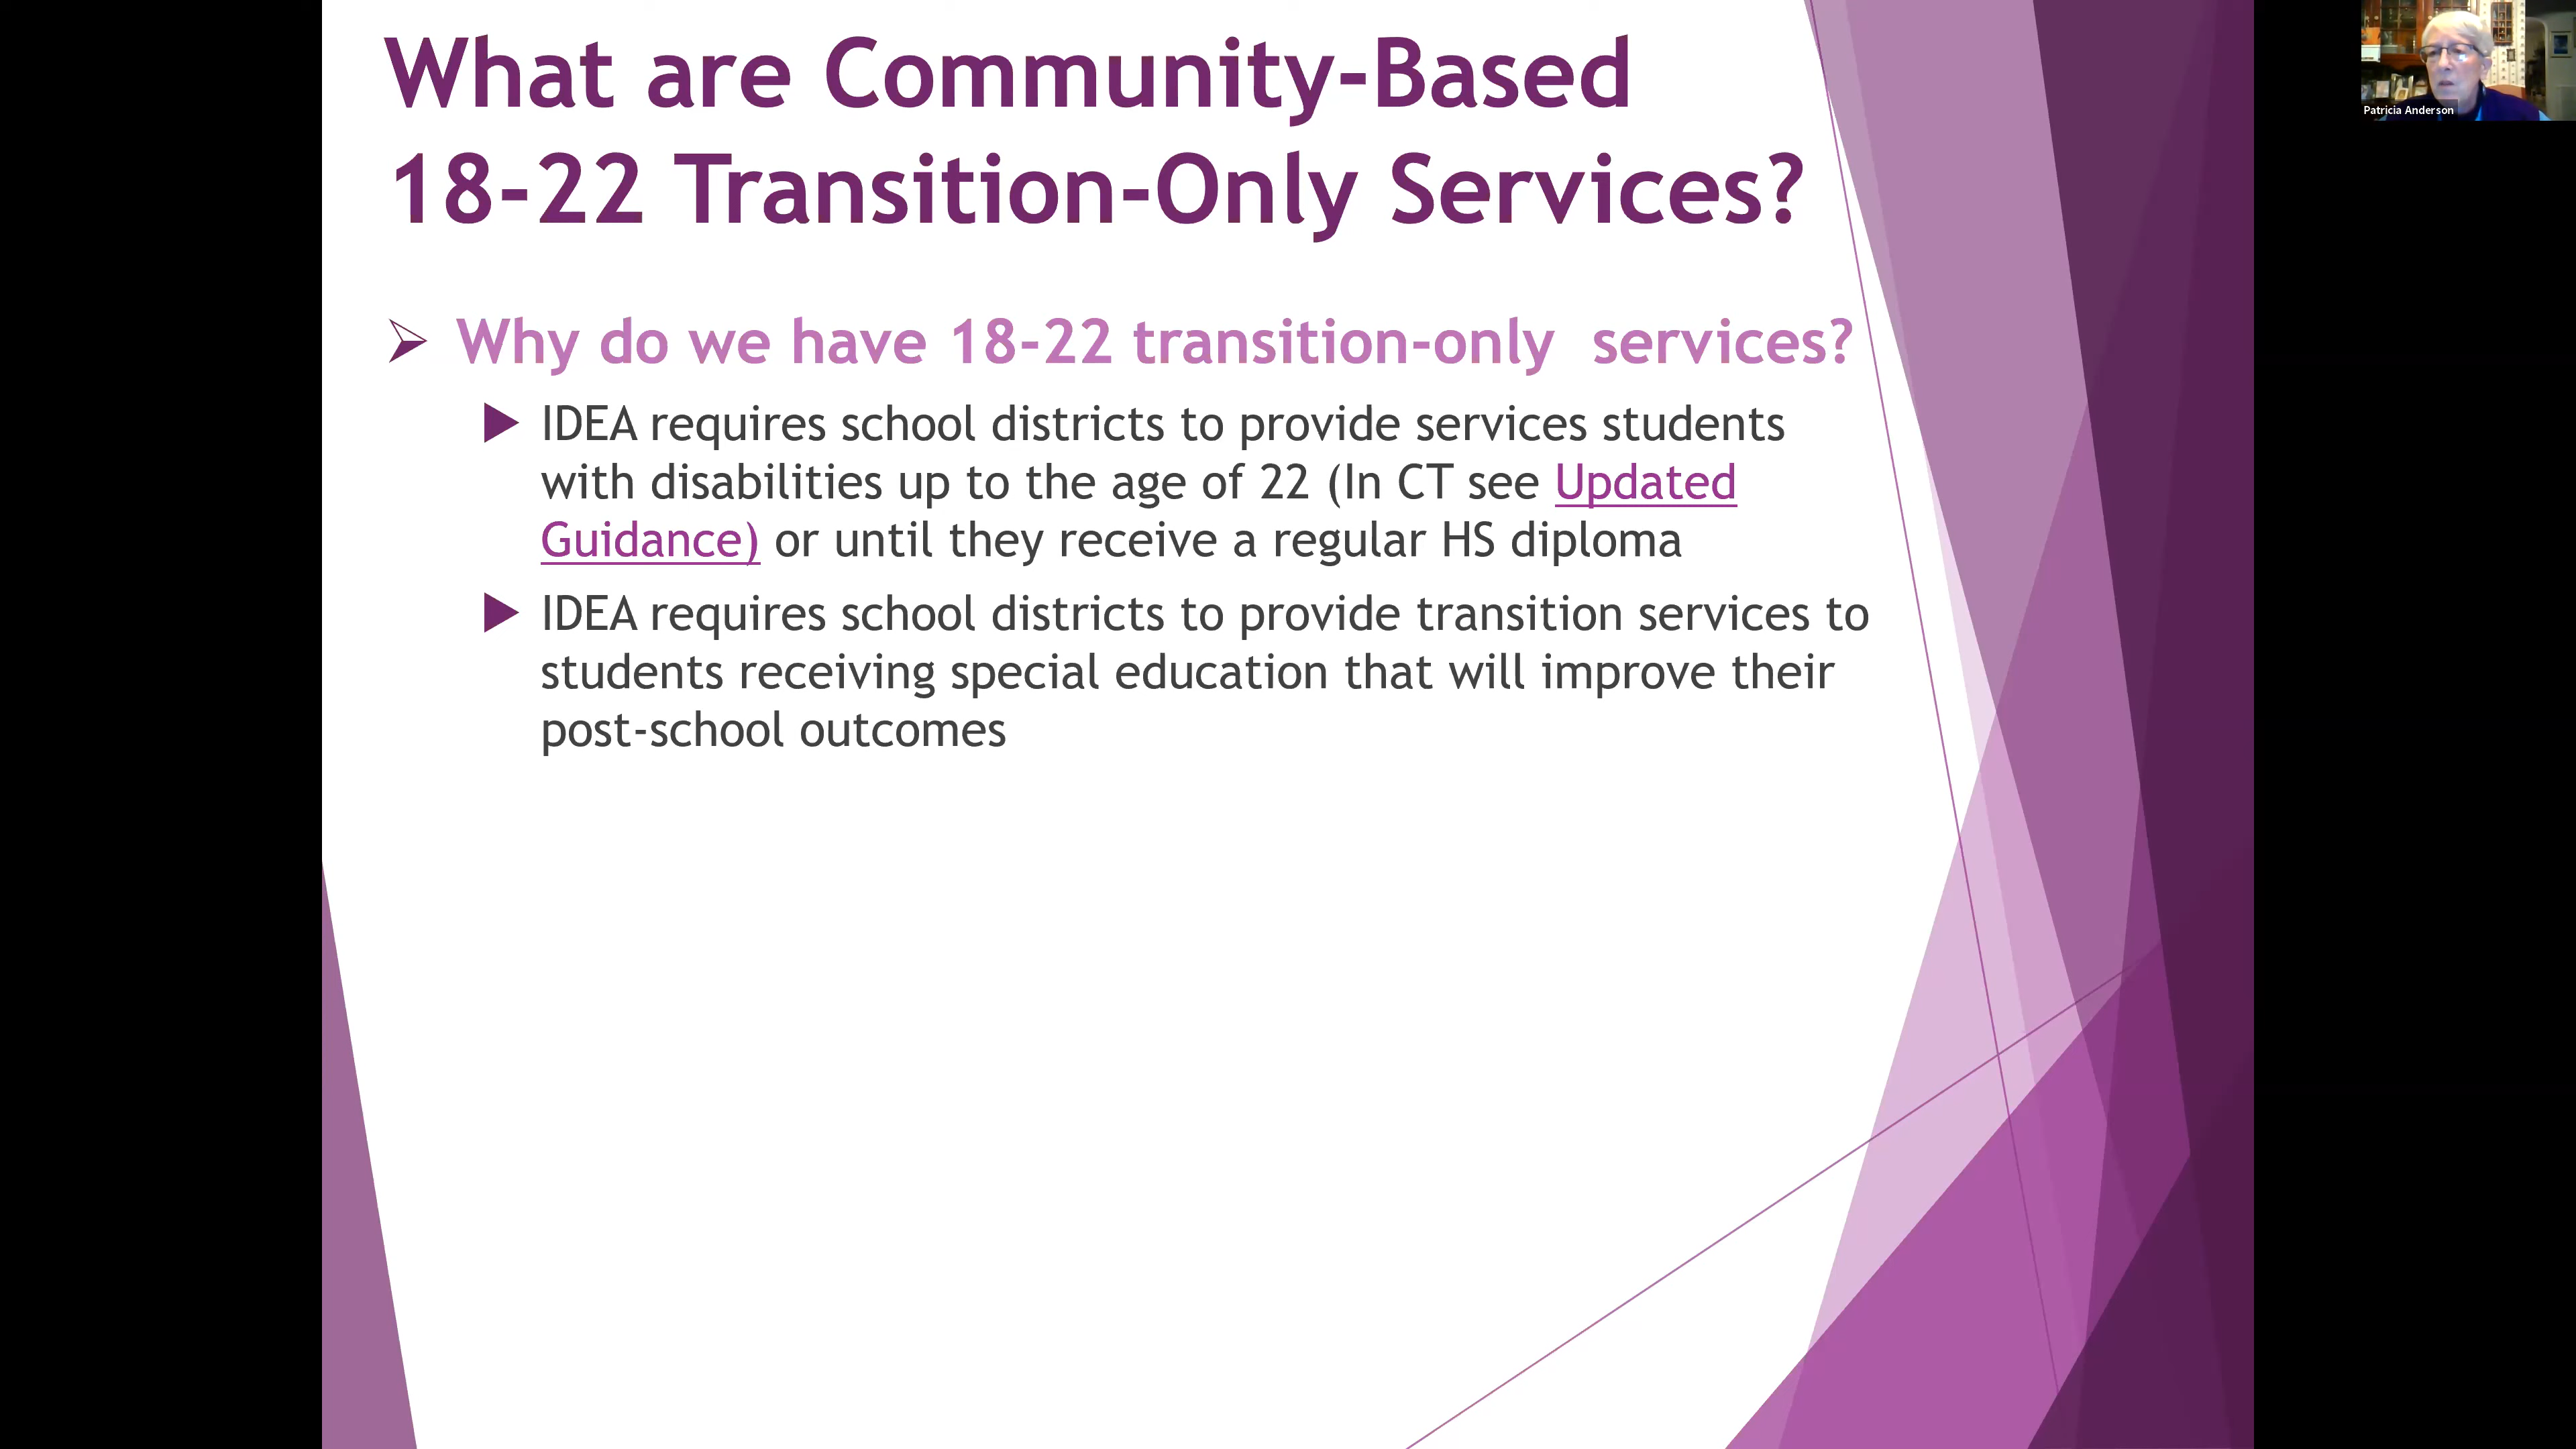 What are Community-Based
18-22 Transition-Only Services?
Why do we have 18-22 transition-only  services?
IDEA requires school districts to provide services students
with disabilities up to the age of 22 (In CT see Updated
Guidance) or until they receive a regular HS diploma
IDEA requires school districts to provide transition services to
students receiving special education that will improve their
post-school outcomes
Patricia Anderson